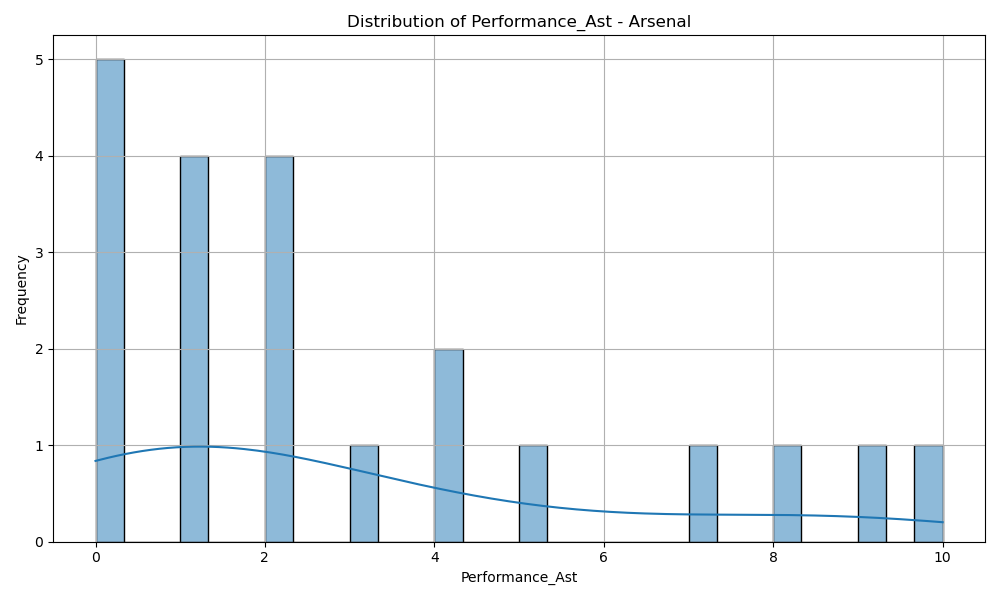 Distribution of Performance_Ast - Arsenal
Frequency
5
4
3
2
1
0
0 2 4 6 8 10
Performance_Ast